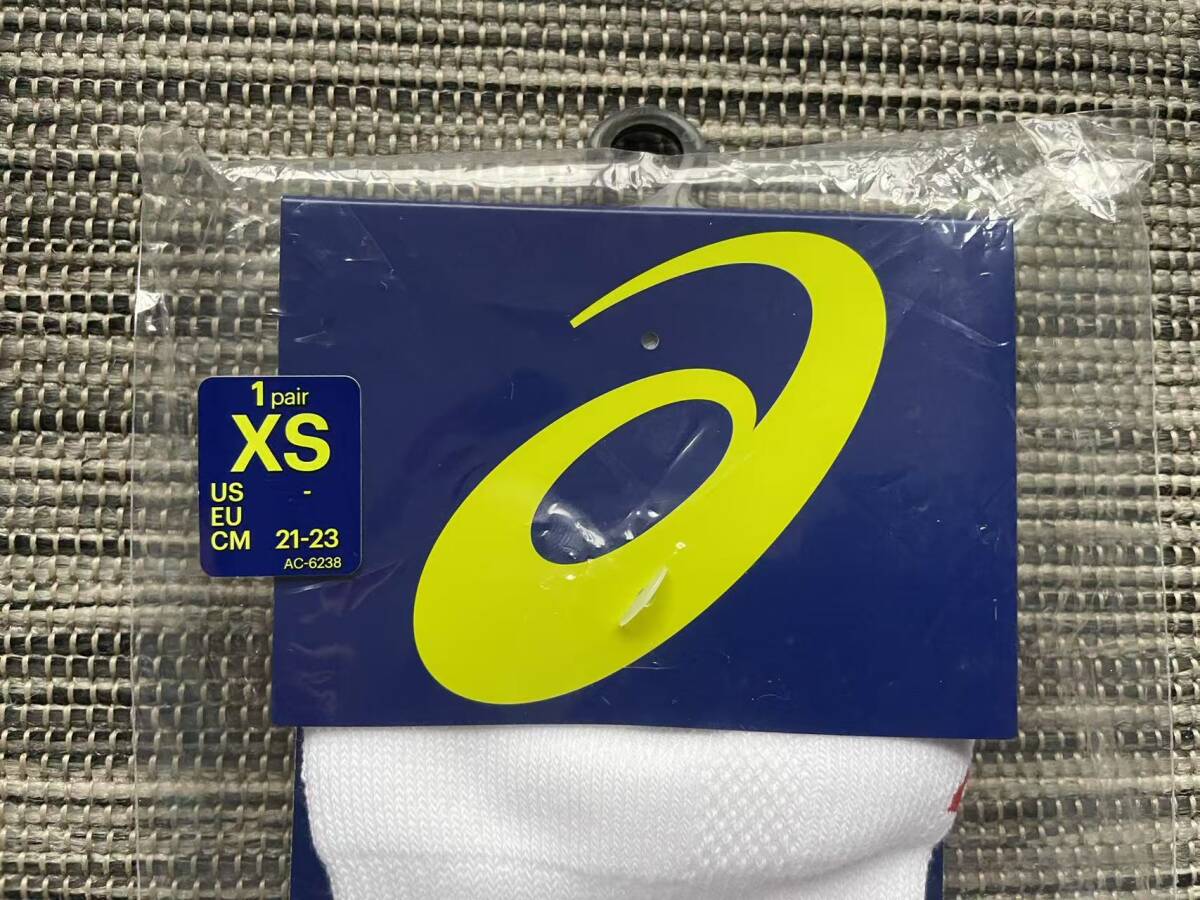 1 pair
XS
US -
EU
CM 21-23
AC-6238